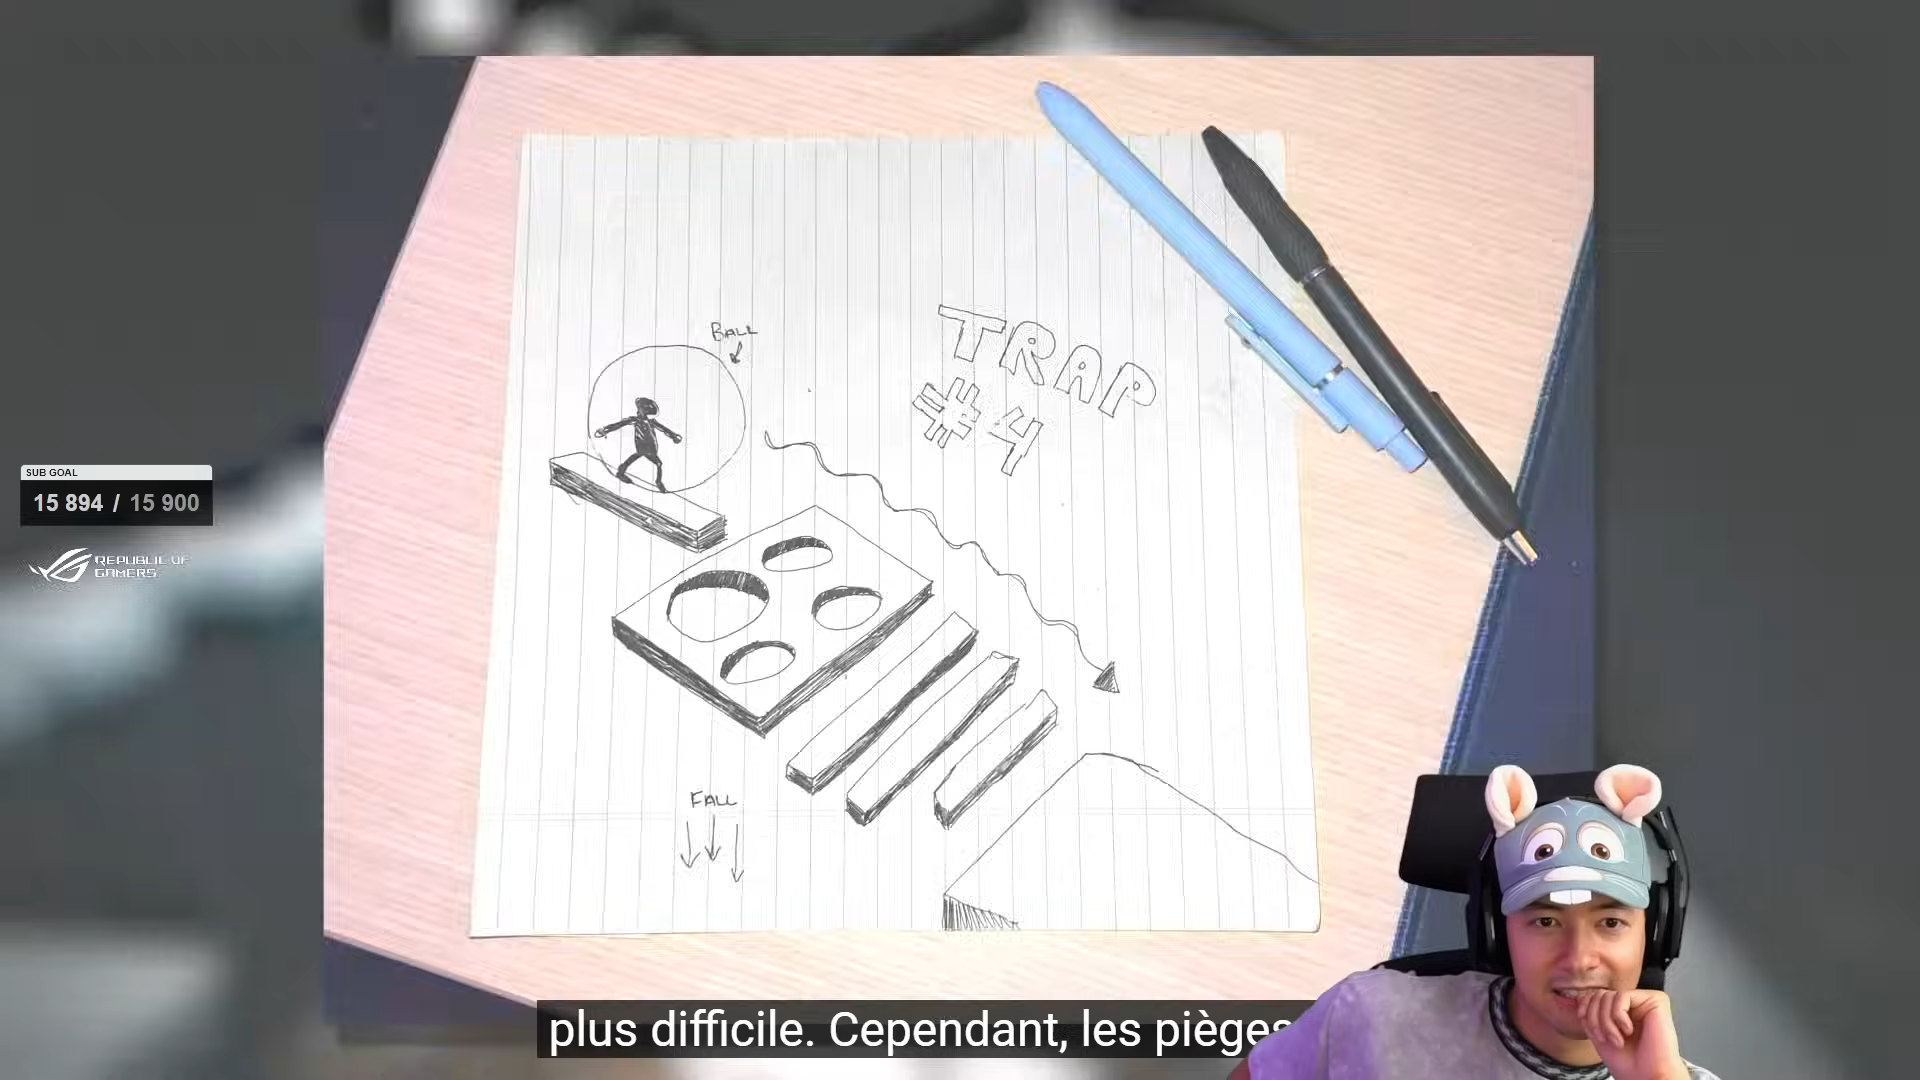 BALL
TRAP
#4
SUB GOAL
15 894 / 15 900
REPUBLIC OF
GAMERS
FALL
plus difficile. Cependant, les pièges